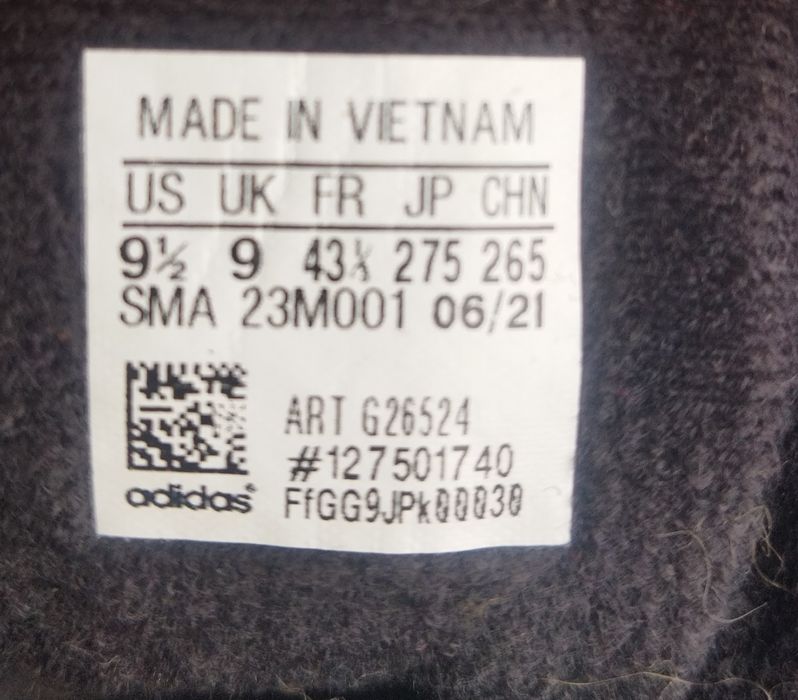 MADE IN VIETNAM
US UK FR JP CHN
9½ 9 43⅓ 275 265
SMA 23M001 06/21
ART G26524
#127501740
adidas® FfGG9JPk00030